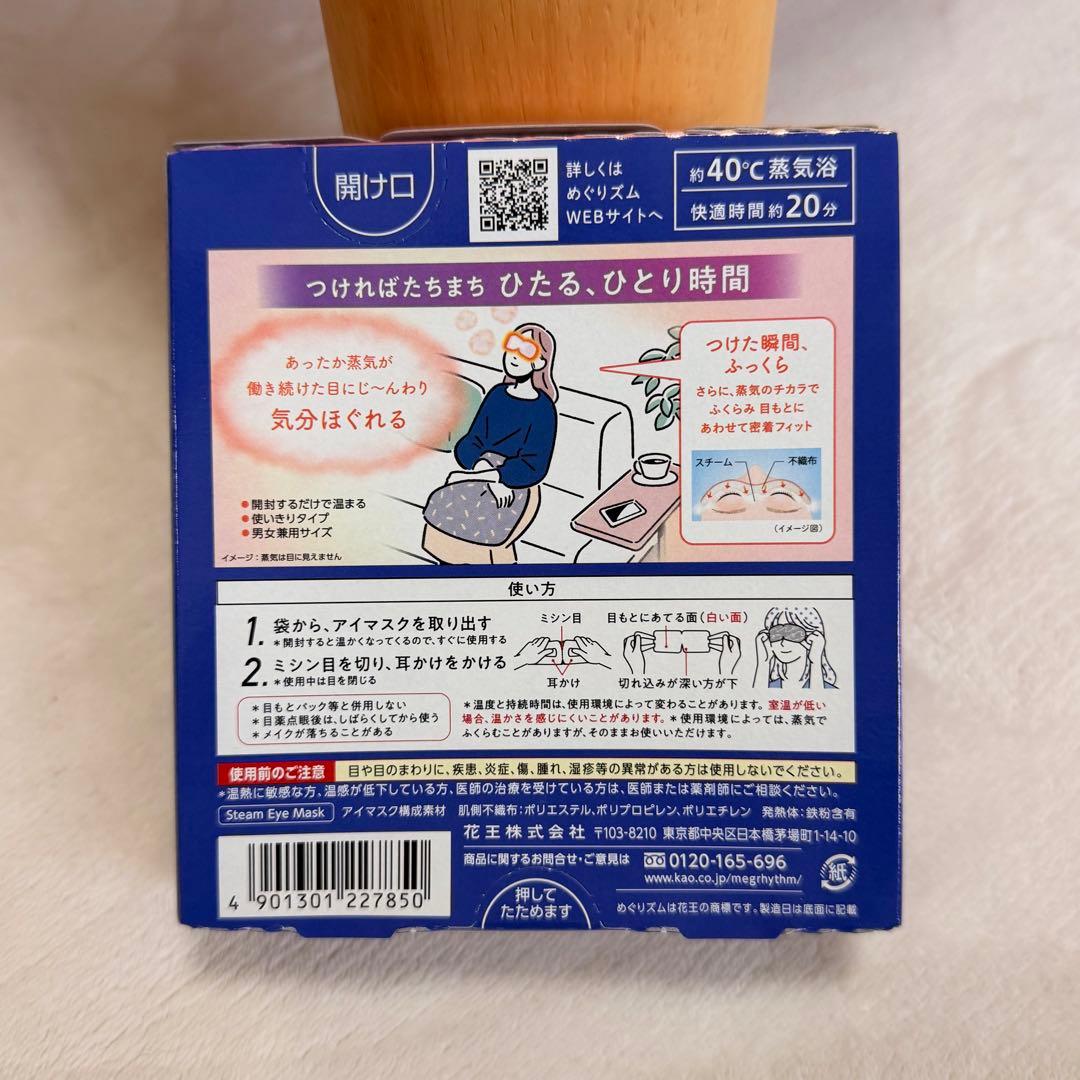 開け口
詳しくは
めぐりズム
WEBサイトへ
約40℃蒸気浴
快適時間約20分
つければたちまち ひたる、ひとり時間
あったか蒸気が
働き続けた目にじ〜んわり
気分ほぐれる
つけた瞬間、
ふっくら
さらに、蒸気のチカラで
ふくらみ 目もとに
あわせて密着フィット
スチーム
不織布
(イメージ図)
●開封するだけで温まる
●使いきりタイプ
●男女兼用サイズ
イメージ:蒸気は目に見えません
使い方
1. 袋から、アイマスクを取り出す
*開封すると温かくなってくるので、すぐに使用する
2. ミシン目を切り、耳かけをかける
*使用中は目を閉じる
ミシン目
耳かけ
目もとにあてる面(白い面)
切れ込みが深い方が下
*目もとパック等と併用しない
*目薬点眼後は、しばらくしてから使う
*メイクが落ちることがある
*温度と持続時間は、使用環境によって変わることがあります。室温が低い
場合、温かさを感じにくいことがあります。*使用環境によっては、蒸気で
ふくらむことがありますが、そのままお使いいただけます。
使用前のご注意
目や目のまわりに、疾患、炎症、傷、腫れ、湿疹等の異常がある方は使用しないでください。
*温熱に敏感な方、温感が低下している方、医師の治療を受けている方は、医師または薬剤師にご相談ください。
Steam Eye Mask アイマスク構成素材 肌側不織布:ポリエステル、ポリプロピレン、ポリエチレン 発熱体:鉄粉含有
花王株式会社 〒103-8210 東京都中央区日本橋茅場町1-14-10
商品に関するお問合せ・ご意見は 0120-165-696
www.kao.co.jp/megrhythm/
紙
4 901301 227850
押して
たためます
めぐりズムは花王の商標です。製造日は底面に記載